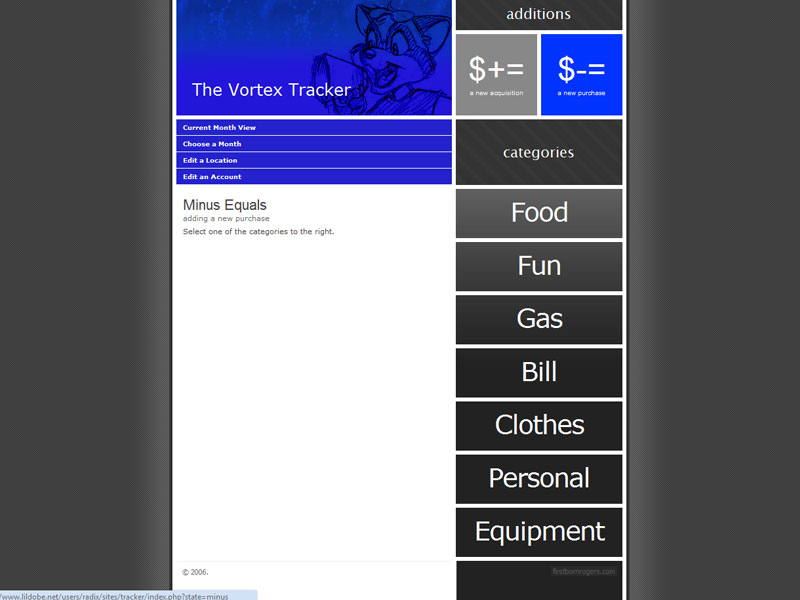 The Vortex Tracker
Current Month View
Choose a Month
Edit a Location
Edit an Account
Minus Equals
adding a new purchase
Select one of the categories to the right.
© 2006.
additions
$+=
a new acquisition
$-=
a new purchase
categories
Food
Fun
Gas
Bill
Clothes
Personal
Equipment
firstbornrogers.com
/www.lildobe.net/users/radix/sites/tracker/index.php?state=minus